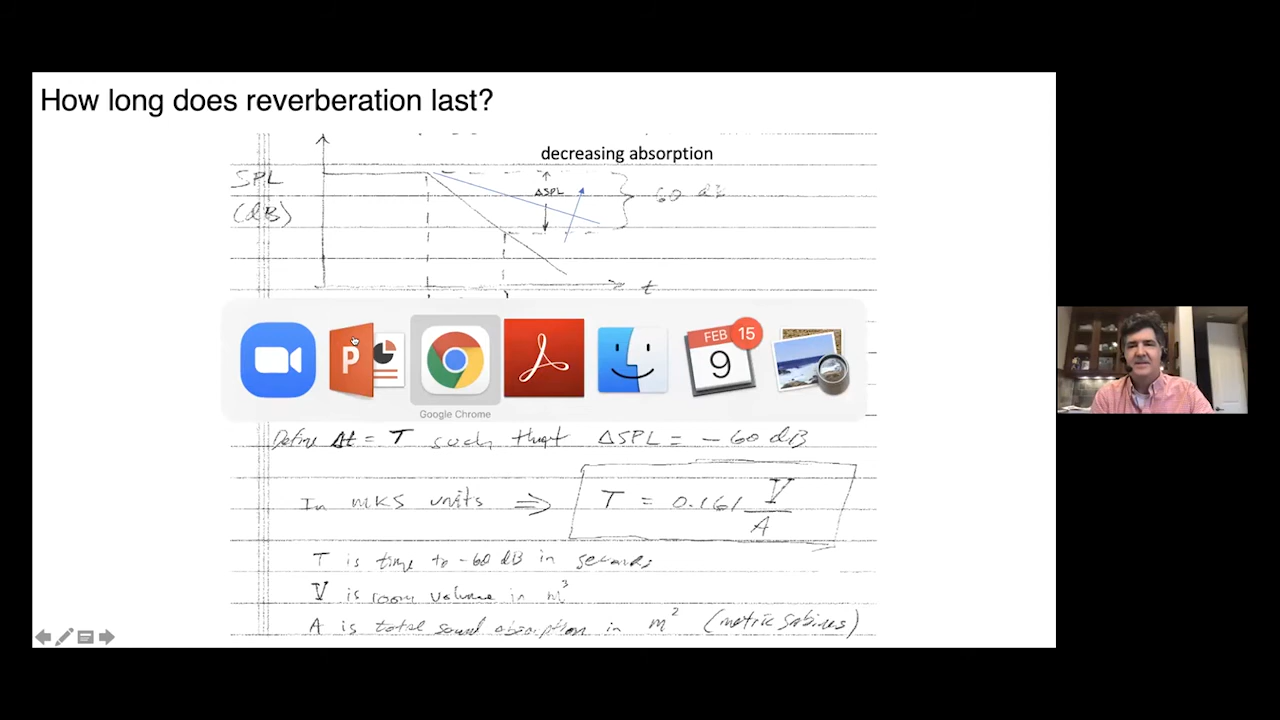 How long does reverberation last?
decreasing absorption
SPL
(dB)
ΔSPL
60 dB
t
FEB
15
9
P
Google Chrome
Define Δt = T such that ΔSPL = - 60 dB
In MKS units ⇒ T = 0.161 V/A
T is time to -60 dB in seconds
V is room volume in m³
A is total sound absorption in m² (metric sabines)